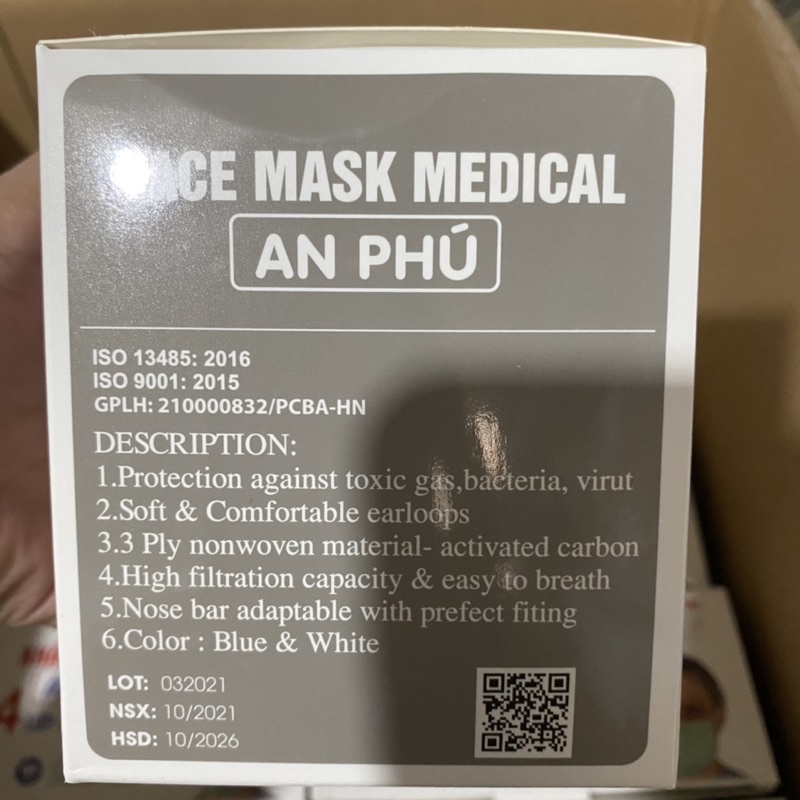 FACE MASK MEDICAL
AN PHÚ
ISO 13485: 2016
ISO 9001: 2015
GPLH: 210000832/PCBA-HN
DESCRIPTION:
1.Protection against toxic gas,bacteria, virut
2.Soft & Comfortable earloops
3.3 Ply nonwoven material- activated carbon
4.High filtration capacity & easy to breath
5.Nose bar adaptable with prefect fiting
6.Color : Blue & White
LOT: 032021
NSX: 10/2021
HSD: 10/2026